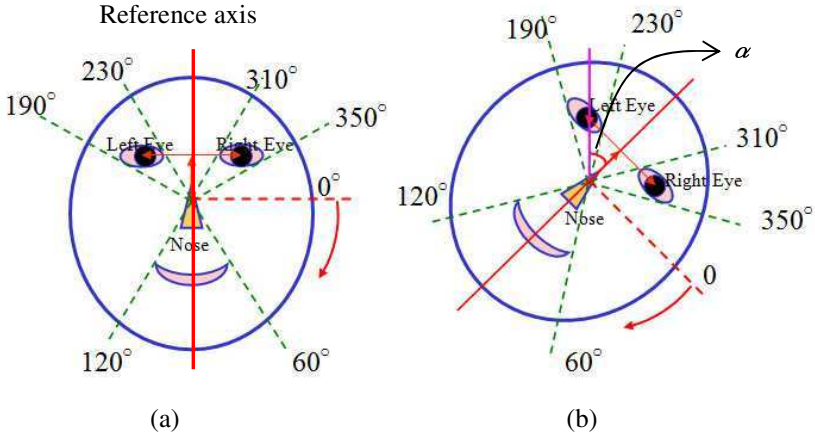 Reference axis
230°
310°
190°
350°
Left Eye
Right Eye
0°
Nose
120°
60°
(a)
190°
230°
α
Left Eye
310°
Right Eye
120°
Nose
350°
0
60°
(b)